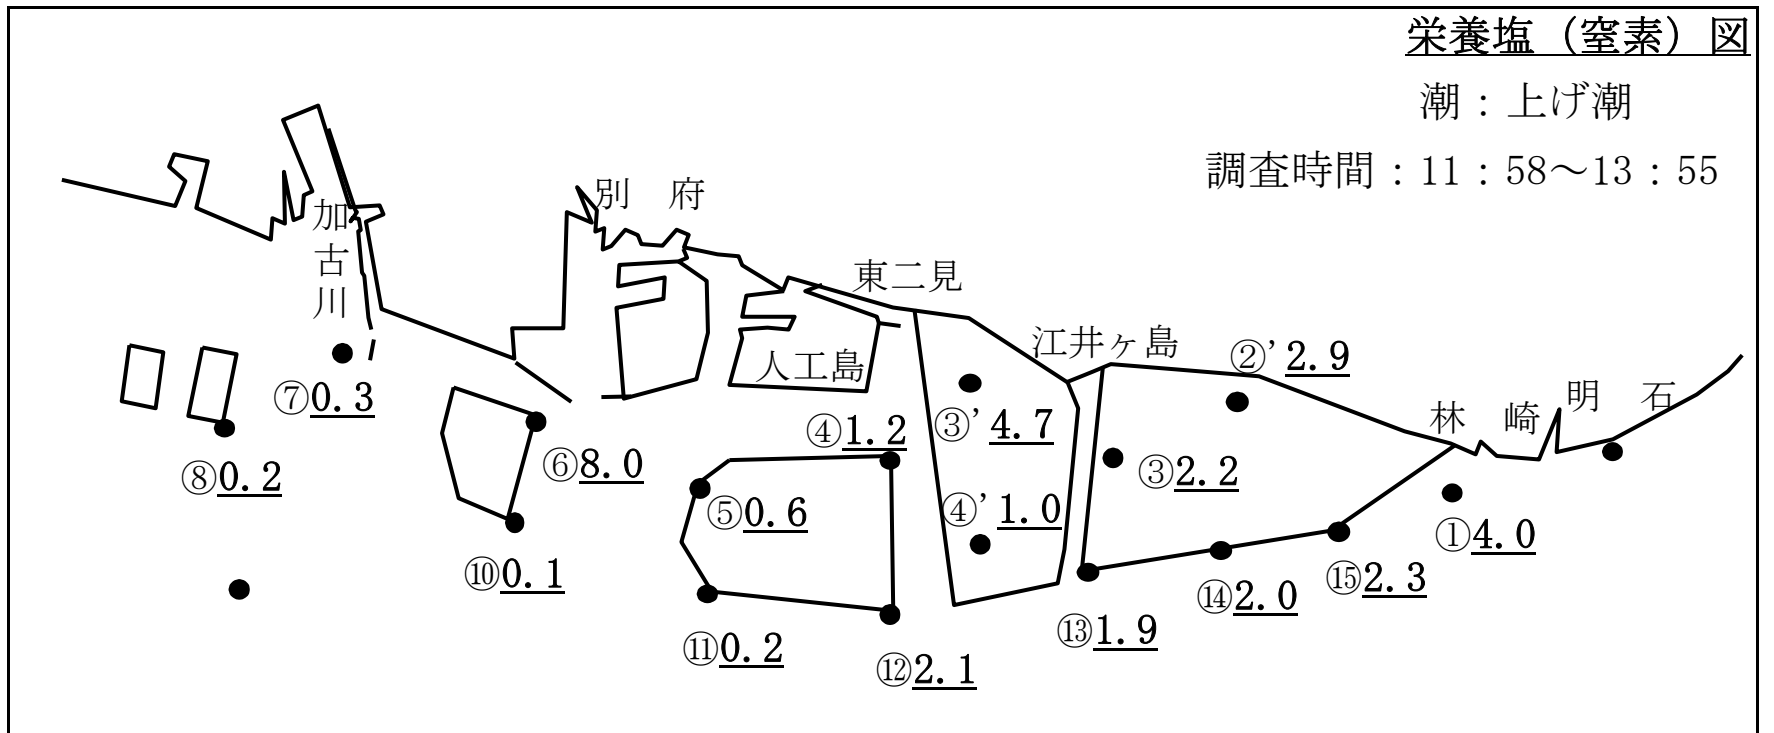 栄養塩（窒素）図
潮：上げ潮
調査時間：11：58～13：55
加古川
別 府
東二見
人工島
江井ヶ島
林 崎
明 石
②’2.9
⑦0.3
④1.2
③’4.7
⑥8.0
③2.2
⑧0.2
⑤0.6
④’1.0
①4.0
⑩0.1
⑮2.3
⑭2.0
⑬1.9
⑪0.2
⑫2.1